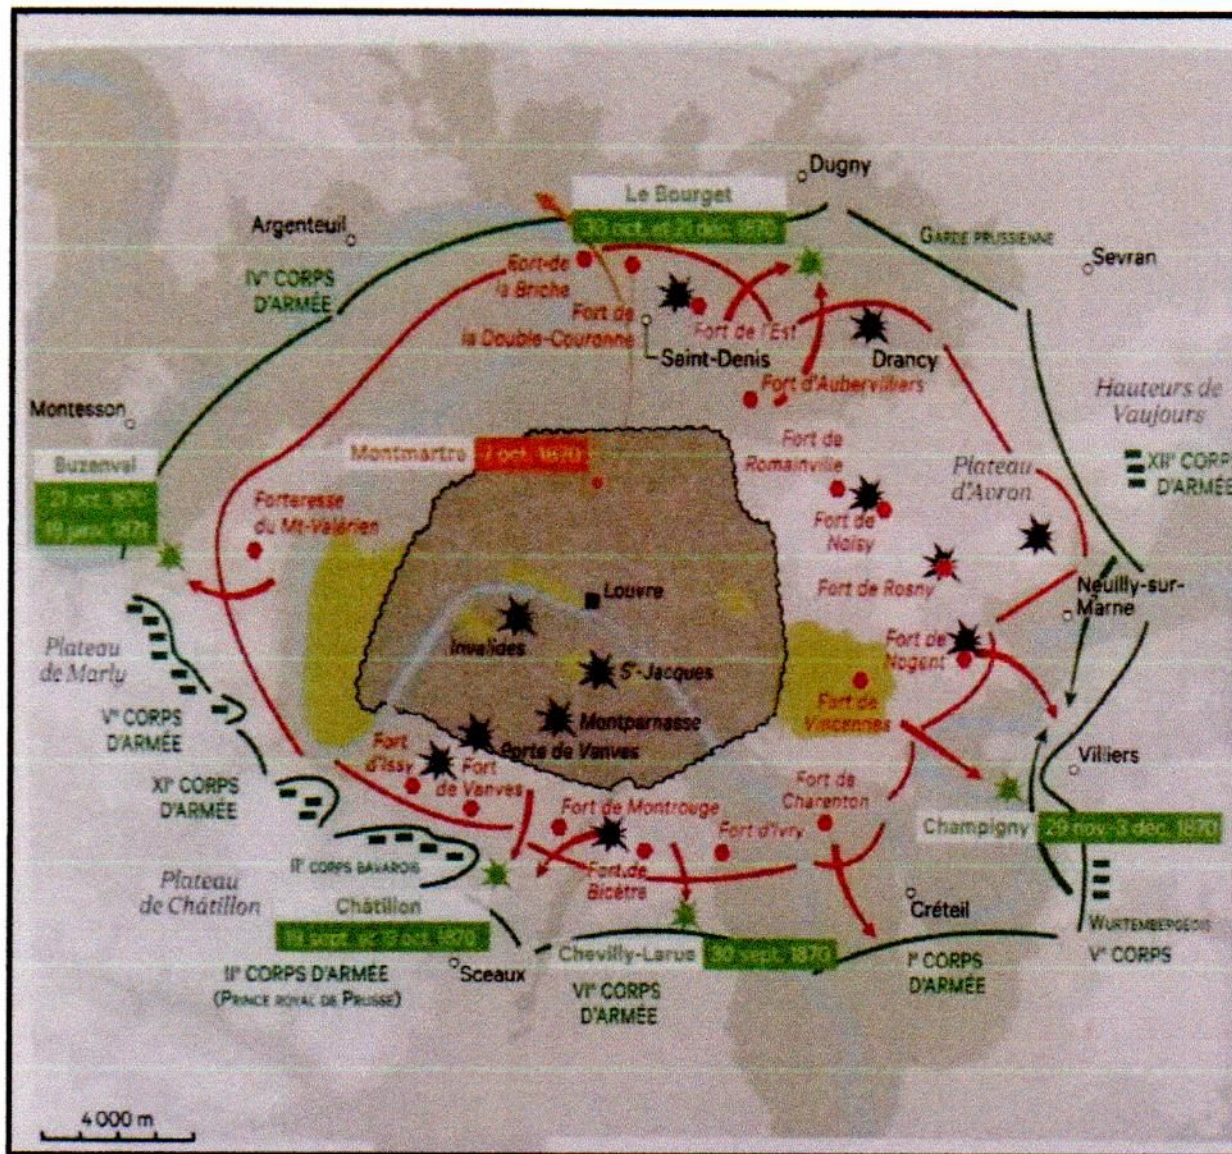 Dugny
Le Bourget
30 oct. et 21 déc. 1870
Argenteuil
GARDE PRUSSIENNE
Sevran
IVᵉ CORPS
D'ARMÉE
Fort de
la Briche
Fort de
la Double-Couronne
Fort de l'Est
Saint-Denis
Drancy
Fort d'Aubervilliers
Hauteurs de
Vaujours
Montesson
Buzenval
21 oct. 1870
19 janv. 1871
Montmartre
7 oct. 1870
Fort de
Romainville
Plateau
d'Avron
XIIᵉ CORPS
D'ARMÉE
Forteresse
du Mt-Valérien
Fort de
Noisy
Louvre
Fort de Rosny
Neuilly-sur-
Marne
Invalides
Fort de
Nogent
Plateau
de Marly
Sᵗ-Jacques
Fort de
Vincennes
Montparnasse
Vᵉ CORPS
D'ARMÉE
Porte de Vanves
Fort
d'Issy
Fort
de Vanves
Villiers
XIᵉ CORPS
D'ARMÉE
Fort de Montrouge
Fort de
Charenton
Fort d'Ivry
Champigny
29 nov.-3 déc. 1870
IIᵉ CORPS BAVAROIS
Fort de
Bicêtre
Plateau
de Châtillon
Châtillon
sept. et oct. 1870
Créteil
WURTEMBERGEOIS
Vᵉ CORPS
IIᵉ CORPS D'ARMÉE
(PRINCE ROYAL DE PRUSSE)
Sceaux
Chevilly-Larue
30 sept. 1870
VIᵉ CORPS
D'ARMÉE
Iᵉ CORPS
D'ARMÉE
4 000 m